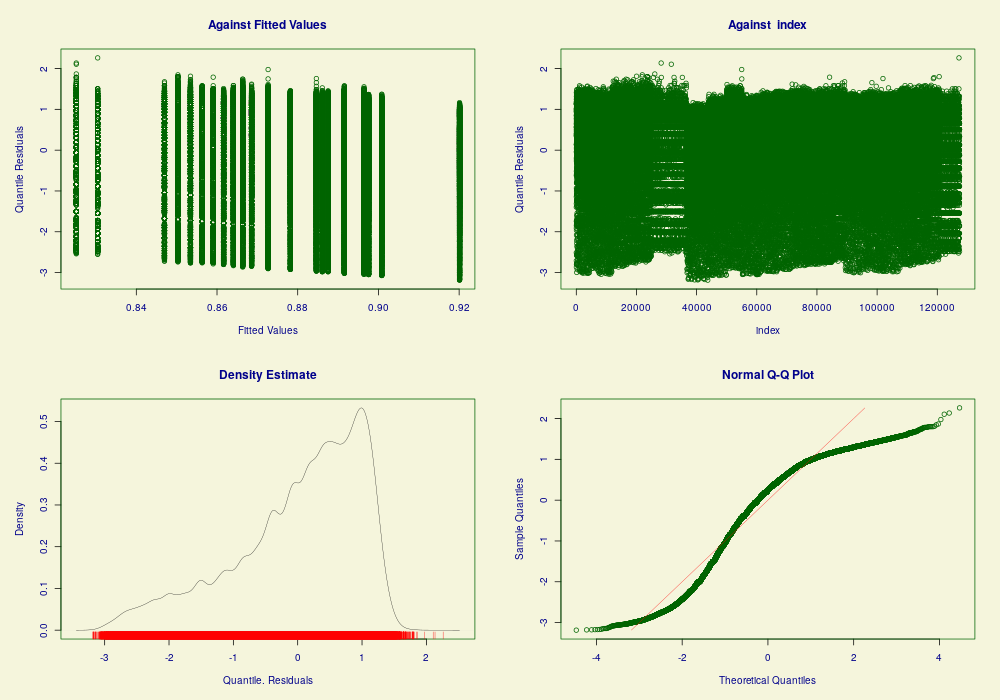 Against Fitted Values
Quantile Residuals
2
1
0
-1
-2
-3
0.84 0.86 0.88 0.90 0.92
Fitted Values
Against  index
Quantile Residuals
2
1
0
-1
-2
-3
0 20000 40000 60000 80000 100000 120000
index
Density Estimate
Density
0.5
0.4
0.3
0.2
0.1
0.0
-3 -2 -1 0 1 2
Quantile. Residuals
Normal Q-Q Plot
Sample Quantiles
2
1
0
-1
-2
-3
-4 -2 0 2 4
Theoretical Quantiles